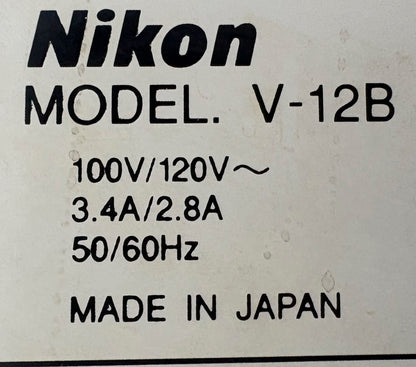 Nikon
MODEL. V-12B
100V/120V～
3.4A/2.8A
50/60Hz
MADE IN JAPAN